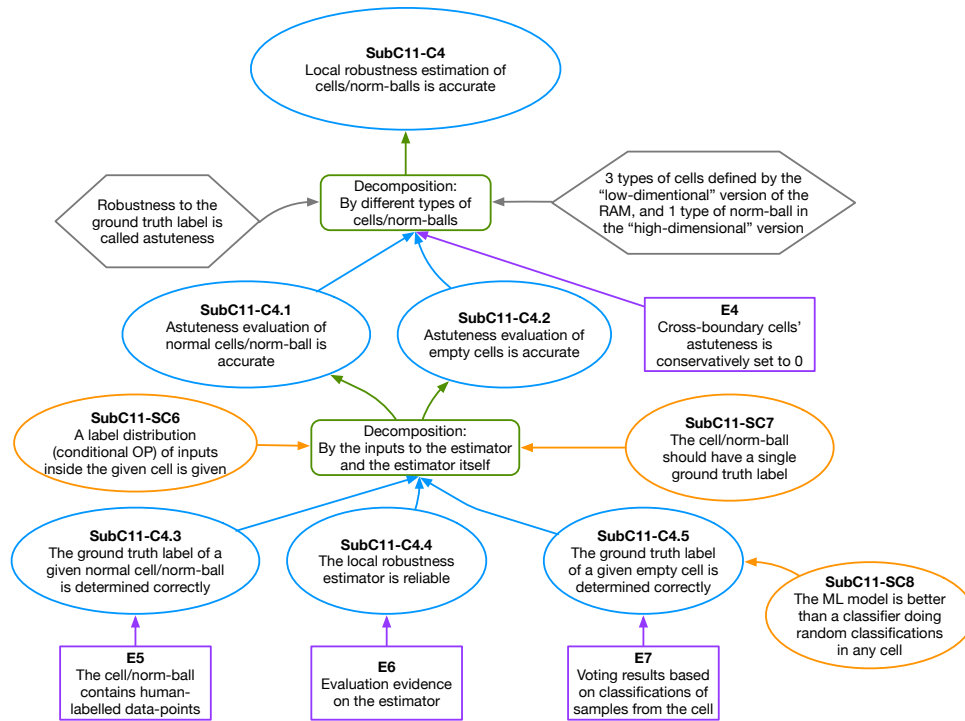 SubC11-C4
Local robustness estimation of
cells/norm-balls is accurate
Decomposition:
By different types of
cells/norm-balls
Robustness to
the ground truth label is
called astuteness
3 types of cells defined by the
“low-dimentional” version of the
RAM, and 1 type of norm-ball in
the “high-dimensional” version
SubC11-C4.1
Astuteness evaluation of
normal cells/norm-ball is
accurate
SubC11-C4.2
Astuteness evaluation of
empty cells is accurate
E4
Cross-boundary cells’
astuteness is
conservatively set to 0
SubC11-SC6
A label distribution
(conditional OP) of inputs
inside the given cell is given
Decomposition:
By the inputs to the estimator
and the estimator itself
SubC11-SC7
The cell/norm-ball
should have a single
ground truth label
SubC11-C4.3
The ground truth label of a
given normal cell/norm-ball
is determined correctly
SubC11-C4.4
The local robustness
estimator is reliable
SubC11-C4.5
The ground truth label
of a given empty cell is
determined correctly
SubC11-SC8
The ML model is better
than a classifier doing
random classifications
in any cell
E5
The cell/norm-ball
contains human-
labelled data-points
E6
Evaluation evidence
on the estimator
E7
Voting results based
on classifications of
samples from the cell